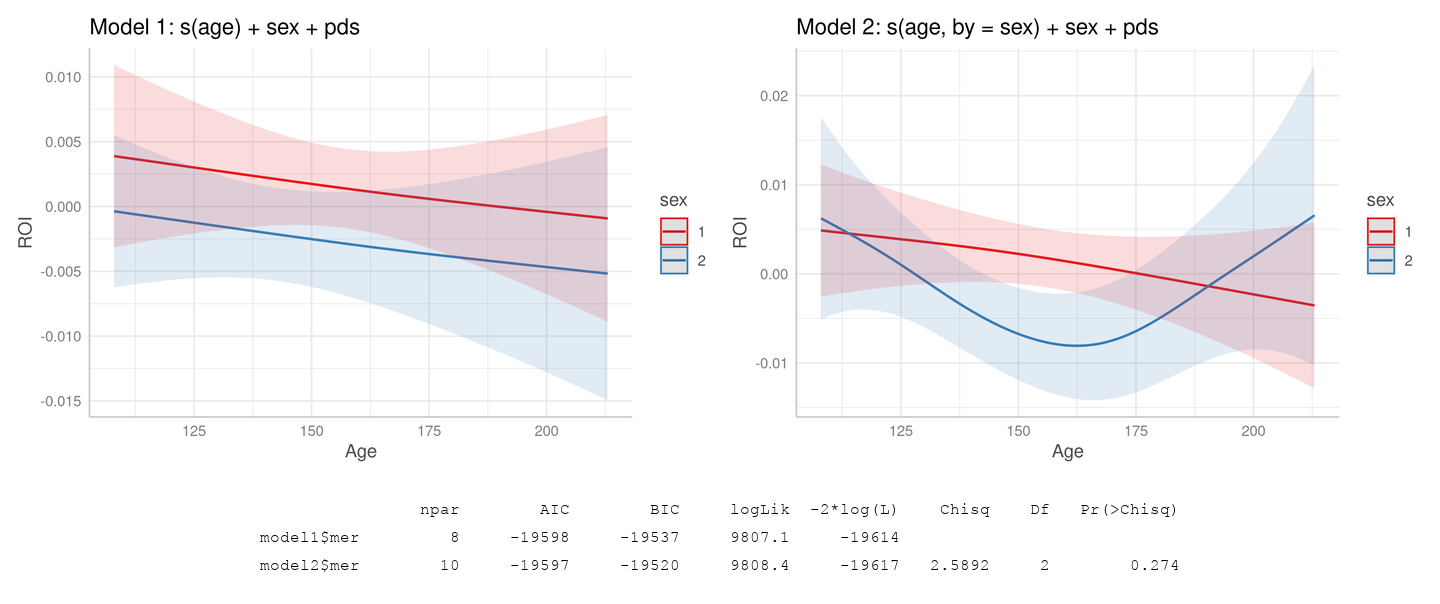 Model 1: s(age) + sex + pds
0.010
0.005
0.000
-0.005
-0.010
-0.015
ROI
125 150 175 200
Age
sex
1
2
Model 2: s(age, by = sex) + sex + pds
0.02
0.01
0.00
-0.01
ROI
125 150 175 200
Age
sex
1
2
npar AIC BIC logLik -2*log(L) Chisq Df Pr(>Chisq)
model1$mer 8 -19598 -19537 9807.1 -19614
model2$mer 10 -19597 -19520 9808.4 -19617 2.5892 2 0.274